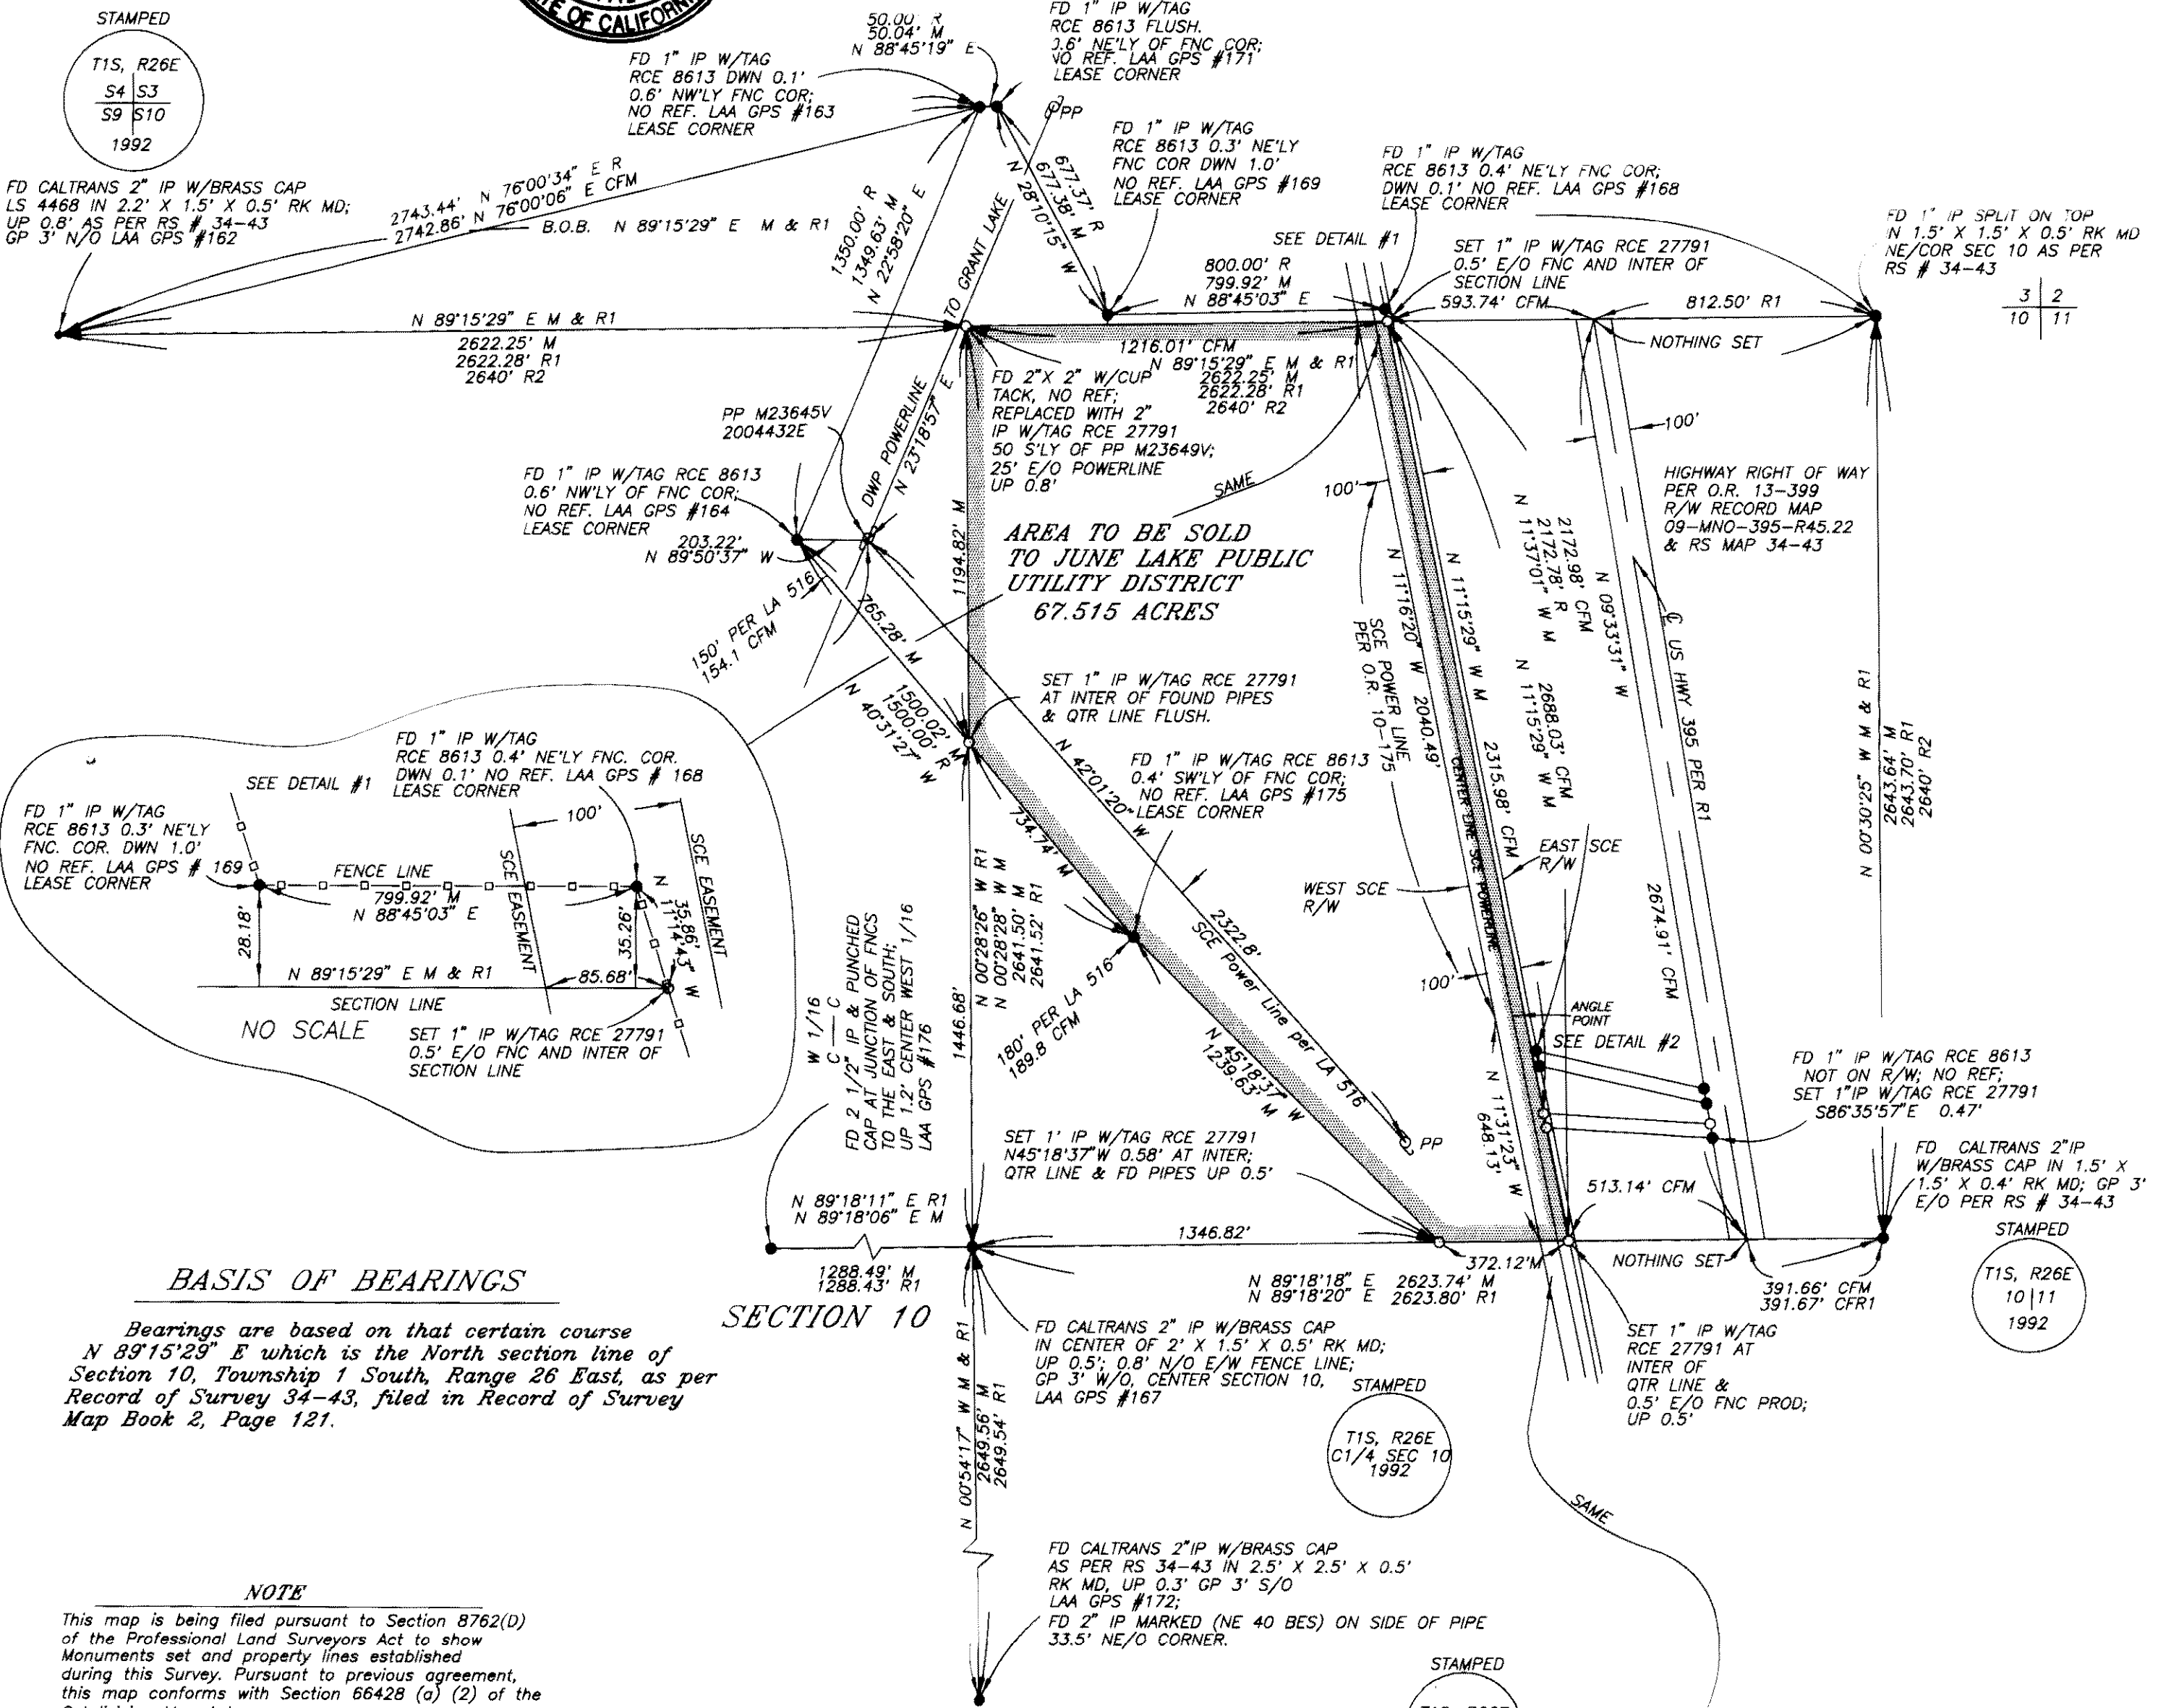 STATE OF CALIFORNIA
STAMPED
T1S, R26E
S4 S3
S9 S10
1992
FD CALTRANS 2" IP W/BRASS CAP
LS 4468 IN 2.2' X 1.5' X 0.5' RK MD;
UP 0.8' AS PER RS # 34-43
GP 3' N/O LAA GPS #162
2743.44' N 76°00'34" E R
2742.86' N 76°00'06" E CFM
B.O.B. N 89°15'29" E M & R1
N 89°15'29" E M & R1
2622.25' M
2622.28' R1
2640' R2
FD 1" IP W/TAG
RCE 8613 DWN 0.1'
0.6' NW'LY FNC COR;
NO REF. LAA GPS #163
LEASE CORNER
50.00' R
50.04' M
N 88°45'19" E
FD 1" IP W/TAG
RCE 8613 FLUSH.
0.6' NE'LY OF FNC COR;
NO REF. LAA GPS #171
LEASE CORNER
PP
1350.00' R
1349.63' M
N 22°58'20" E
677.37' R
677.38' M
N 28°10'15" W
FD 1" IP W/TAG
RCE 8613 0.3' NE'LY
FNC COR DWN 1.0'
NO REF. LAA GPS #169
LEASE CORNER
FD 1" IP W/TAG
RCE 8613 0.4' NE'LY FNC COR;
DWN 0.1' NO REF. LAA GPS #168
LEASE CORNER
FD 1" IP SPLIT ON TOP
IN 1.5' X 1.5' X 0.5' RK MD
NE/COR SEC 10 AS PER
RS # 34-43
3 2
10 11
SEE DETAIL #1
800.00' R
799.92' M
N 88°45'03" E
SET 1" IP W/TAG RCE 27791
0.5' E/O FNC AND INTER OF
SECTION LINE
593.74' CFM
812.50' R1
NOTHING SET
TO GRANT LAKE
DWP POWERLINE
N 23°18'57" E
1216.01' CFM
N 89°15'29" E M & R1
2622.25' M
2622.28' R1
2640' R2
FD 2"X 2" W/CUP
TACK, NO REF;
REPLACED WITH 2"
IP W/TAG RCE 27791
50 S'LY OF PP M23649V;
25' E/O POWERLINE
UP 0.8'
PP M23645V
2004432E
FD 1" IP W/TAG RCE 8613
0.6' NW'LY OF FNC COR;
NO REF. LAA GPS #164
LEASE CORNER
203.22'
N 89°50'37" W
1194.82' M
SAME
100'
AREA TO BE SOLD
TO JUNE LAKE PUBLIC
UTILITY DISTRICT
67.515 ACRES
100'
HIGHWAY RIGHT OF WAY
PER O.R. 13-399
R/W RECORD MAP
09-MNO-395-R45.22
& RS MAP 34-43
150' PER LA 516
154.1 CFM
765.28' M
1500.02' M
1500.00' R
N 40°31'27" W
N 42°01'20" W
SET 1" IP W/TAG RCE 27791
AT INTER OF FOUND PIPES
& QTR LINE FLUSH.
FD 1" IP W/TAG RCE 8613
0.4' SW'LY OF FNC COR;
NO REF. LAA GPS #175
LEASE CORNER
734.74' M
N 11°16'20" W 2040.49'
SCE POWER LINE
PER O.R. 10-175
N 11°15'29" W M
2315.98' CFM
CENTER LINE SCE POWERLINE
2172.98' CFM
2172.78' R
N 11°37'01" W M
2688.03' CFM
N 11°15'29" W M
N 09°33'31" W
2674.91' CFM
℄ US HWY 395 PER R1
N 00°30'25" W M & R1
2643.64' M
2643.70' R1
2640' R2
EAST SCE
R/W
WEST SCE
R/W
100'
ANGLE
POINT
SEE DETAIL #2
FD 1" IP W/TAG
RCE 8613 0.4' NE'LY FNC. COR.
DWN 0.1' NO REF. LAA GPS # 168
LEASE CORNER
SEE DETAIL #1
FD 1" IP W/TAG
RCE 8613 0.3' NE'LY
FNC. COR. DWN 1.0'
NO REF. LAA GPS # 169
LEASE CORNER
100'
FENCE LINE
799.92' M
N 88°45'03" E
SCE EASEMENT
SCE EASEMENT
28.18'
35.26'
35.86'
N 11°14'43" W
N 89°15'29" E M & R1
85.68'
SECTION LINE
NO SCALE
SET 1" IP W/TAG RCE 27791
0.5' E/O FNC AND INTER OF
SECTION LINE
W 1/16
C C
FD 2 1/2" IP & PUNCHED
CAP AT JUNCTION OF FNCS
TO THE EAST & SOUTH;
UP 1.2' CENTER WEST 1/16
LAA GPS #176
1446.68'
N 00°28'26" W R1
N 00°28'28" W M
2641.50' M
2641.52' R1
180' PER LA 516
189.8 CFM
2322.8'
SCE Power Line per LA 516
N 45°18'37" W
1239.63' M
PP
N 11°31'23" W
648.13'
FD 1" IP W/TAG RCE 8613
NOT ON R/W; NO REF;
SET 1"IP W/TAG RCE 27791
S86°35'57"E 0.47'
FD CALTRANS 2"IP
W/BRASS CAP IN 1.5' X
1.5' X 0.4' RK MD; GP 3'
E/O PER RS # 34-43
STAMPED
T1S, R26E
10 11
1992
SET 1' IP W/TAG RCE 27791
N45°18'37"W 0.58' AT INTER;
QTR LINE & FD PIPES UP 0.5'
N 89°18'11" E R1
N 89°18'06" E M
1288.49' M
1288.43' R1
1346.82'
372.12'M
513.14' CFM
NOTHING SET
391.66' CFM
391.67' CFR1
N 89°18'18" E 2623.74' M
N 89°18'20" E 2623.80' R1
SECTION 10
BASIS OF BEARINGS
Bearings are based on that certain course
N 89°15'29" E which is the North section line of
Section 10, Township 1 South, Range 26 East, as per
Record of Survey 34-43, filed in Record of Survey
Map Book 2, Page 121.
FD CALTRANS 2" IP W/BRASS CAP
IN CENTER OF 2' X 1.5' X 0.5' RK MD;
UP 0.5'; 0.8' N/O E/W FENCE LINE;
GP 3' W/O, CENTER SECTION 10,
LAA GPS #167
STAMPED
T1S, R26E
C1/4 SEC 10
1992
SET 1" IP W/TAG
RCE 27791 AT
INTER OF
QTR LINE &
0.5' E/O FNC PROD;
UP 0.5'
N 00°54'17" W M & R1
2649.56' M
2649.54' R1
SAME
FD CALTRANS 2"IP W/BRASS CAP
AS PER RS 34-43 IN 2.5' X 2.5' X 0.5'
RK MD, UP 0.3' GP 3' S/O
LAA GPS #172;
FD 2" IP MARKED (NE 40 BES) ON SIDE OF PIPE
33.5' NE/O CORNER.
STAMPED
NOTE
This map is being filed pursuant to Section 8762(D)
of the Professional Land Surveyors Act to show
Monuments set and property lines established
during this Survey. Pursuant to previous agreement,
this map conforms with Section 66428 (a) (2) of the